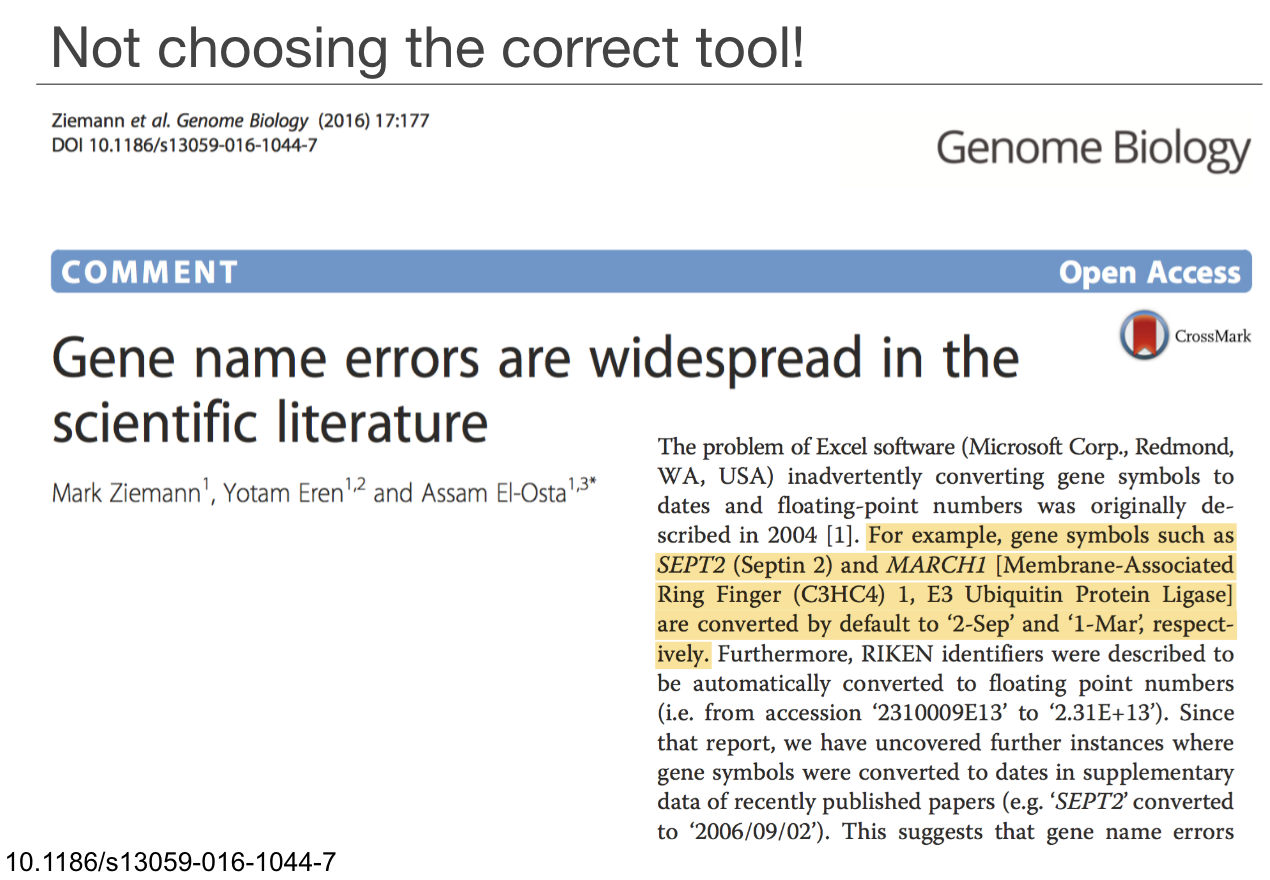 Not choosing the correct tool!
Ziemann et al. Genome Biology (2016) 17:177
DOI 10.1186/s13059-016-1044-7
Genome Biology
COMMENT
Open Access
CrossMark
Gene name errors are widespread in the
scientific literature
Mark Ziemann1, Yotam Eren1,2 and Assam El-Osta1,3*
The problem of Excel software (Microsoft Corp., Redmond,
WA, USA) inadvertently converting gene symbols to
dates and floating-point numbers was originally de-
scribed in 2004 [1]. For example, gene symbols such as
SEPT2 (Septin 2) and MARCH1 [Membrane-Associated
Ring Finger (C3HC4) 1, E3 Ubiquitin Protein Ligase]
are converted by default to ‘2-Sep’ and ‘1-Mar’, respect-
ively. Furthermore, RIKEN identifiers were described to
be automatically converted to floating point numbers
(i.e. from accession ‘2310009E13’ to ‘2.31E+13’). Since
that report, we have uncovered further instances where
gene symbols were converted to dates in supplementary
data of recently published papers (e.g. ‘SEPT2’ converted
to ‘2006/09/02’). This suggests that gene name errors
10.1186/s13059-016-1044-7